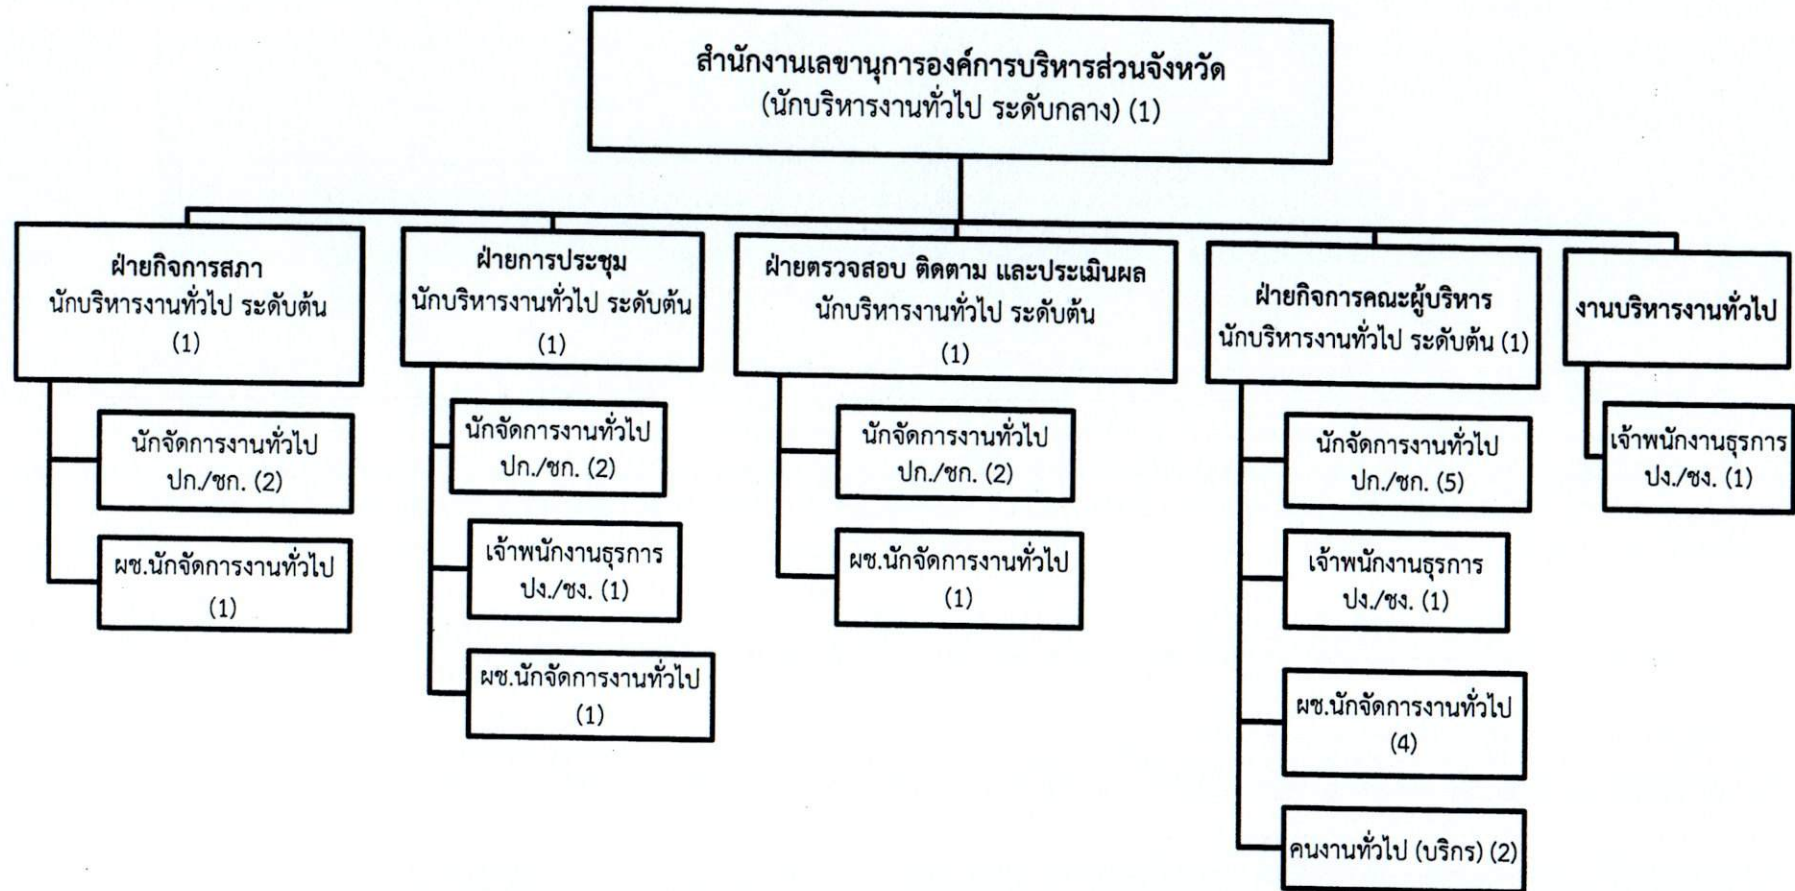 สำนักงานเลขานุการองค์การบริหารส่วนจังหวัด
(นักบริหารงานทั่วไป ระดับกลาง) (1)
ฝ่ายกิจการสภา
นักบริหารงานทั่วไป ระดับต้น
(1)
นักจัดการงานทั่วไป
ปก./ชก. (2)
ผช.นักจัดการงานทั่วไป
(1)
ฝ่ายการประชุม
นักบริหารงานทั่วไป ระดับต้น
(1)
นักจัดการงานทั่วไป
ปก./ชก. (2)
เจ้าพนักงานธุรการ
ปง./ชง. (1)
ผช.นักจัดการงานทั่วไป
(1)
ฝ่ายตรวจสอบ ติดตาม และประเมินผล
นักบริหารงานทั่วไป ระดับต้น
(1)
นักจัดการงานทั่วไป
ปก./ชก. (2)
ผช.นักจัดการงานทั่วไป
(1)
ฝ่ายกิจการคณะผู้บริหาร
นักบริหารงานทั่วไป ระดับต้น (1)
นักจัดการงานทั่วไป
ปก./ชก. (5)
เจ้าพนักงานธุรการ
ปง./ชง. (1)
ผช.นักจัดการงานทั่วไป
(4)
คนงานทั่วไป (บริกร) (2)
งานบริหารงานทั่วไป
เจ้าพนักงานธุรการ
ปง./ชง. (1)